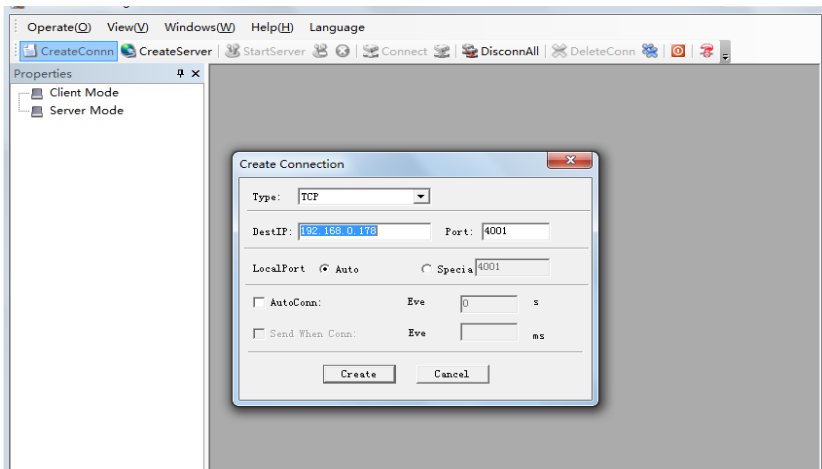 Operate(O) View(V) Windows(W) Help(H) Language
CreateConnn CreateServer StartServer Connect DisconnAll DeleteConn
Properties
Client Mode
Server Mode
Create Connection
Type: TCP
DestIP: 192.168.0.178 Port: 4001
LocalPort Auto Specia 4001
AutoConn: Eve 0 s
Send When Conn: Eve ms
Create Cancel